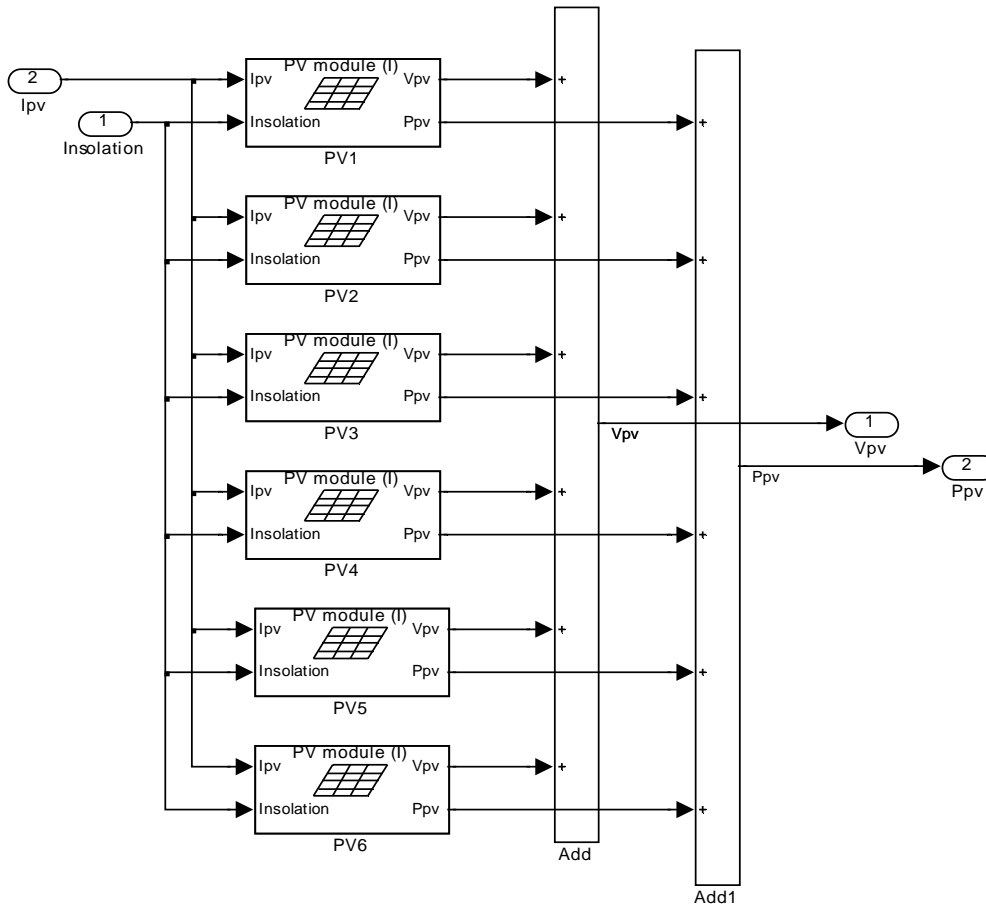 2
Ipv
1
Insolation
PV module (I)
Ipv
Vpv
Insolation
Ppv
PV1
+
+
PV module (I)
Ipv
Vpv
Insolation
Ppv
PV2
+
+
PV module (I)
Ipv
Vpv
Insolation
Ppv
PV3
+
+
PV module (I)
Ipv
Vpv
Insolation
Ppv
PV4
+
+
PV module (I)
Ipv
Vpv
Insolation
Ppv
PV5
+
+
PV module (I)
Ipv
Vpv
Insolation
Ppv
PV6
+
+
Add
Add1
Vpv
1
Vpv
Ppv
2
Ppv